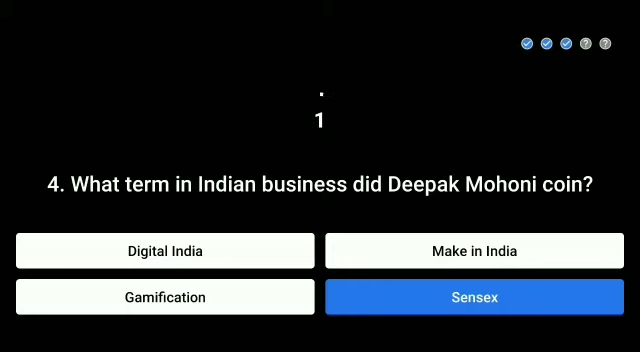 1
4. What term in Indian business did Deepak Mohoni coin?
Digital India
Make in India
Gamification
Sensex